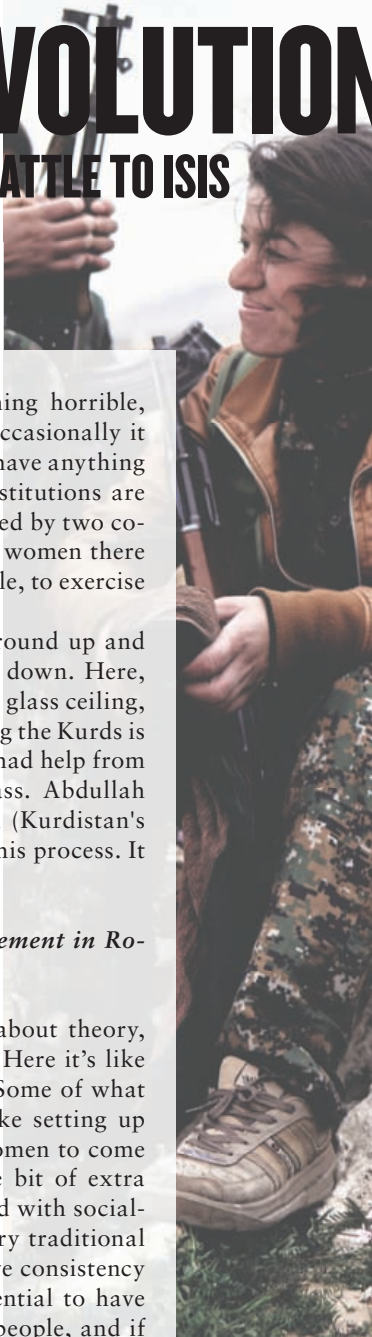 VOLUTION
ATTLE TO ISIS
ning horrible,
ccasionally it
have anything
stitutions are
ed by two co-
women there
le, to exercise
round up and
down. Here,
glass ceiling,
g the Kurds is
had help from
ass. Abdullah
(Kurdistan's
his process. It
ement in Ro-
about theory,
Here it's like
Some of what
ke setting up
omen to come
e bit of extra
d with social-
ry traditional
e consistency
ential to have
people, and if